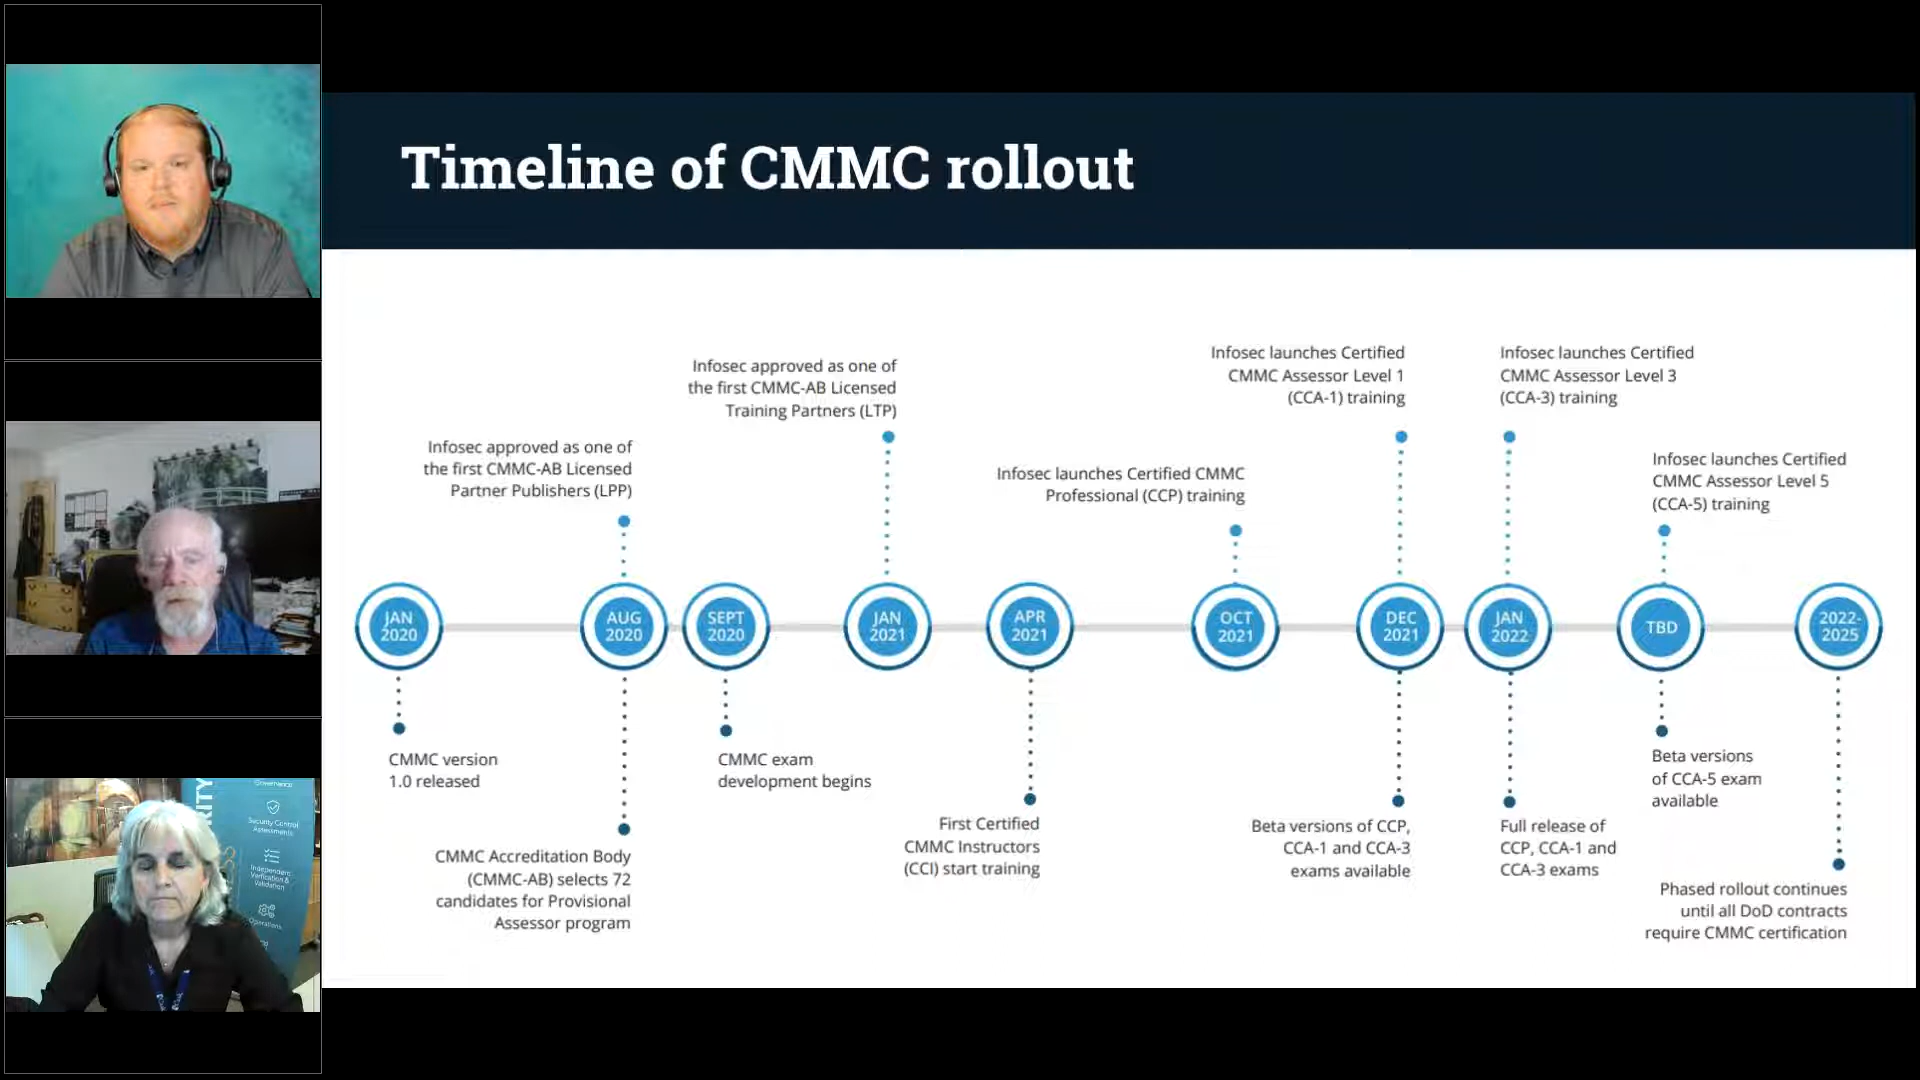 Timeline of CMMC rollout
Infosec approved as one of
the first CMMC-AB Licensed
Partner Publishers (LPP)
Infosec approved as one of
the first CMMC-AB Licensed
Training Partners (LTP)
Infosec launches Certified CMMC
Professional (CCP) training
Infosec launches Certified
CMMC Assessor Level 1
(CCA-1) training
Infosec launches Certified
CMMC Assessor Level 3
(CCA-3) training
Infosec launches Certified
CMMC Assessor Level 5
(CCA-5) training
JAN
2020
AUG
2020
SEPT
2020
JAN
2021
APR
2021
OCT
2021
DEC
2021
JAN
2022
TBD
2022-
2025
CMMC version
1.0 released
CMMC Accreditation Body
(CMMC-AB) selects 72
candidates for Provisional
Assessor program
CMMC exam
development begins
First Certified
CMMC Instructors
(CCI) start training
Beta versions of CCP,
CCA-1 and CCA-3
exams available
Full release of
CCP, CCA-1 and
CCA-3 exams
Beta versions
of CCA-5 exam
available
Phased rollout continues
until all DoD contracts
require CMMC certification
Security Control
Assessments
Independent
Verification &
Validation
Operations